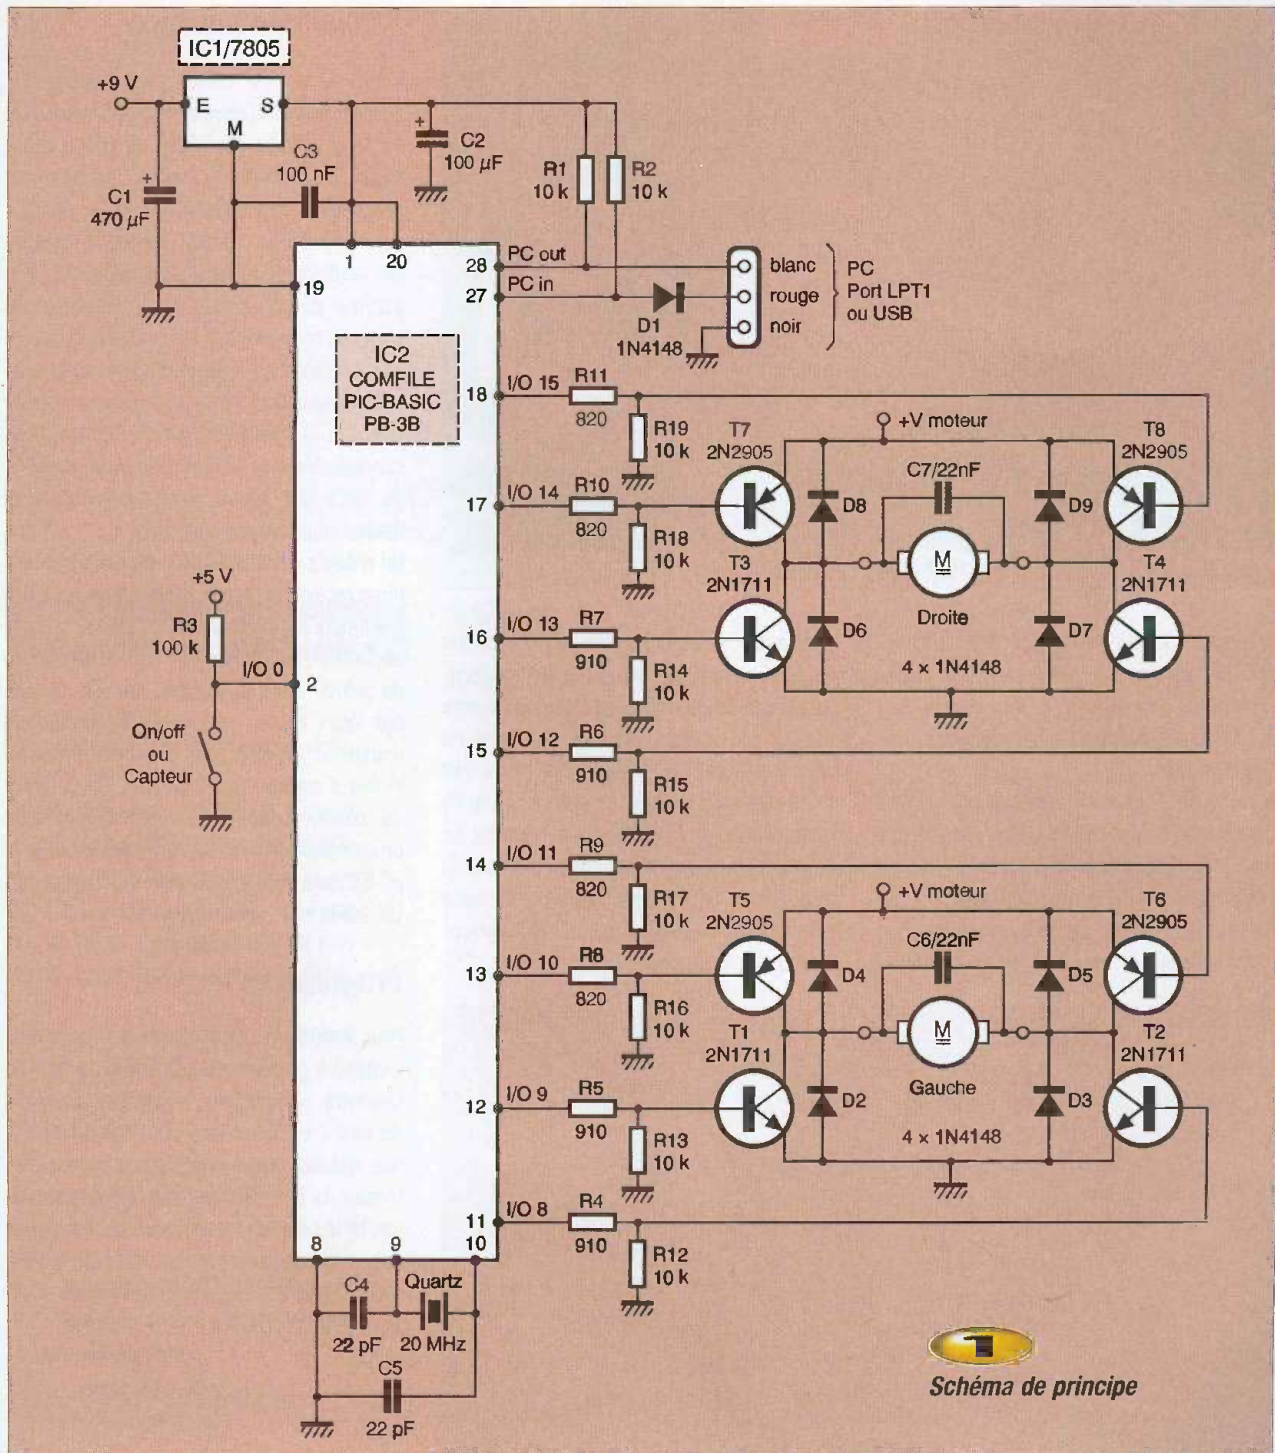 IC1/7805
+9 V
E
S
M
+
C1
470 µF
C3
100 nF
+
C2
100 µF
R1
10 k
R2
10 k
1
20
19
28
PC out
27
PC in
D1
1N4148
blanc
rouge
noir
PC
Port LPT1
ou USB
IC2
COMFILE
PIC-BASIC
PB-3B
18
I/O 15
R11
820
R19
10 k
17
I/O 14
R10
820
R18
10 k
16
I/O 13
R7
910
R14
10 k
15
I/O 12
R6
910
R15
10 k
+V moteur
T7
2N2905
T8
2N2905
C7/22nF
D8
D9
M
T3
2N1711
T4
2N1711
Droite
D6
D7
4 x 1N4148
+5 V
R3
100 k
I/O 0
2
On/off
ou
Capteur
14
I/O 11
R9
820
R17
10 k
13
I/O 10
R8
820
R16
10 k
12
I/O 9
R5
910
R13
10 k
11
I/O 8
R4
910
R12
10 k
+V moteur
T5
2N2905
T6
2N2905
C6/22nF
D4
D5
M
T1
2N1711
T2
2N1711
Gauche
D2
D3
4 x 1N4148
8
9
10
C4
22 pF
Quartz
20 MHz
C5
22 pF
1
Schéma de principe